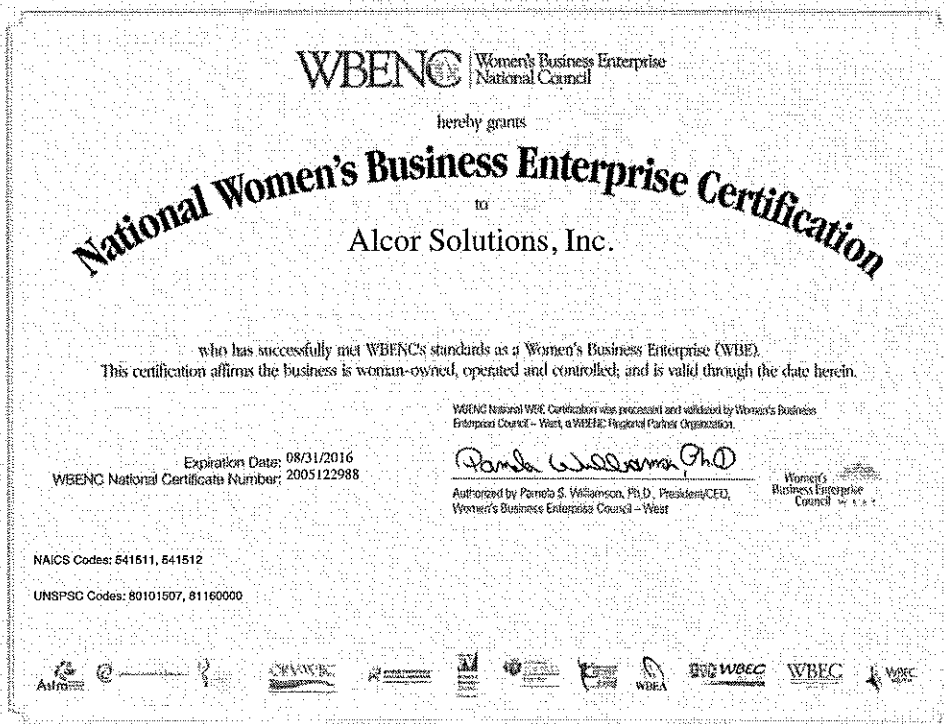 WBENC Women's Business Enterprise
National Council
hereby grants
National Women's Business Enterprise Certification
to
Alcor Solutions, Inc.
who has successfully met WBENC's standards as a Women's Business Enterprise (WBE).
This certification affirms the business is woman-owned, operated and controlled; and is valid through the date herein.
WBENC National WBE Certification was processed and validated by Women's Business
Enterprise Council – West, a WBENC Regional Partner Organization.
Expiration Date: 08/31/2016
WBENC National Certificate Number: 2005122988
Pamela Williamson, Ph.D
Authorized by Pamela S. Williamson, Ph.D., President/CEO,
Women's Business Enterprise Council – West
Women's
Business Enterprise
Council
NAICS Codes: 541511, 541512
UNSPSC Codes: 80101507, 81160000
Astra
WBEA
WBEC
WBEC
WBEC